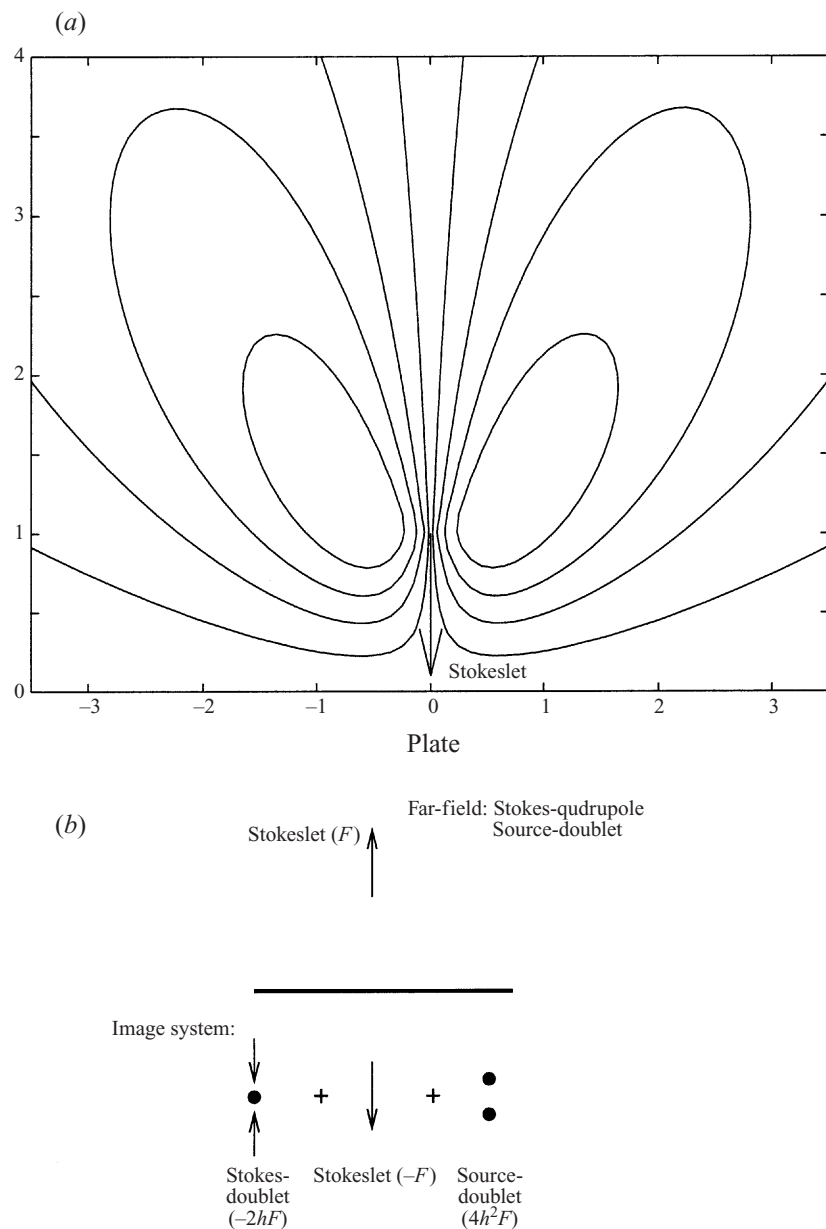 (a)
4
3
2
1
0
Stokeslet
–3 –2 –1 0 1 2 3
Plate
(b)
Far-field: Stokes-qudrupole
Source-doublet
Stokeslet (F)
Image system:
+ +
Stokes-
doublet
(–2hF)
Stokeslet (–F)
Source-
doublet
(4h²F)